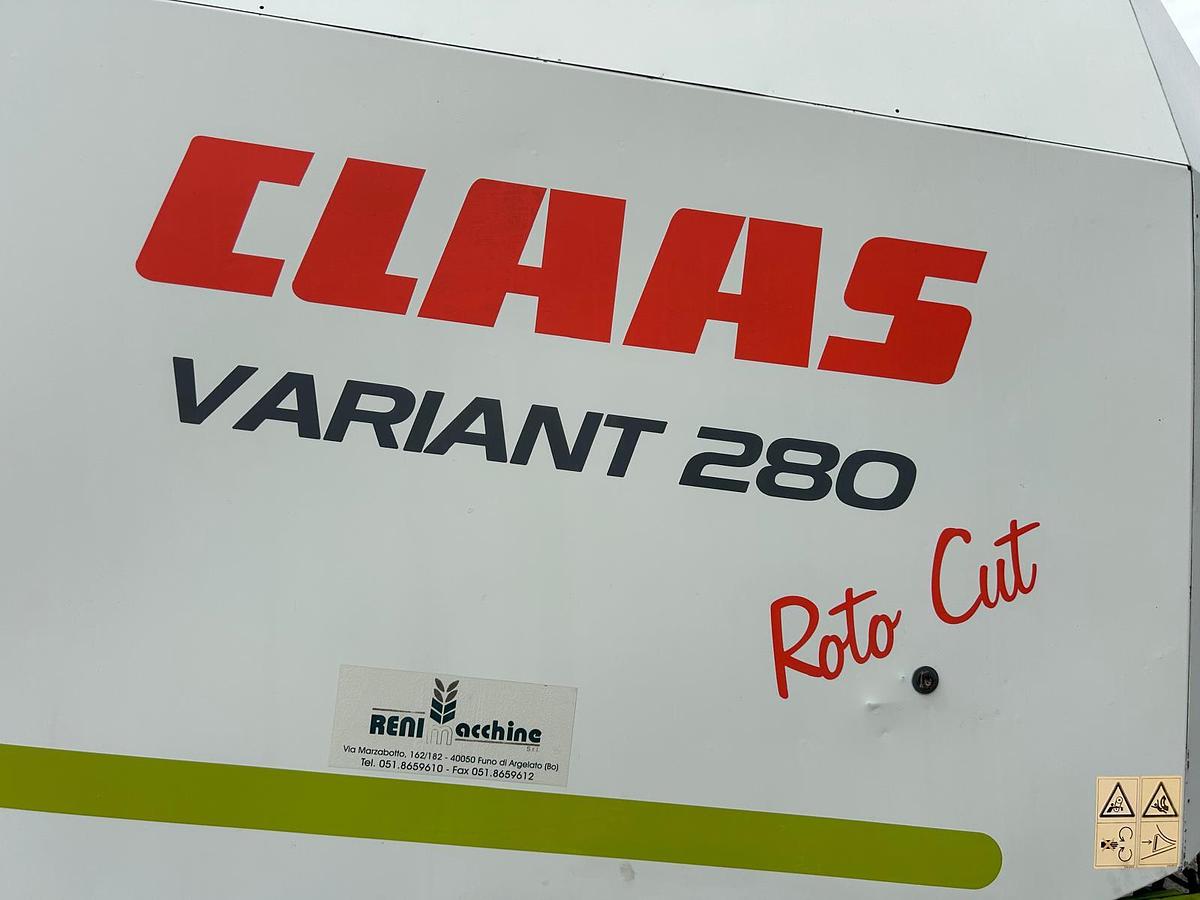 CLAAS
VARIANT 280
Roto Cut
RENI Macchine
S.r.l.
Via Marzabotto, 162/182 - 40050 Funo di Argelato (Bo)
Tel. 051.8659610 - Fax 051.8659612